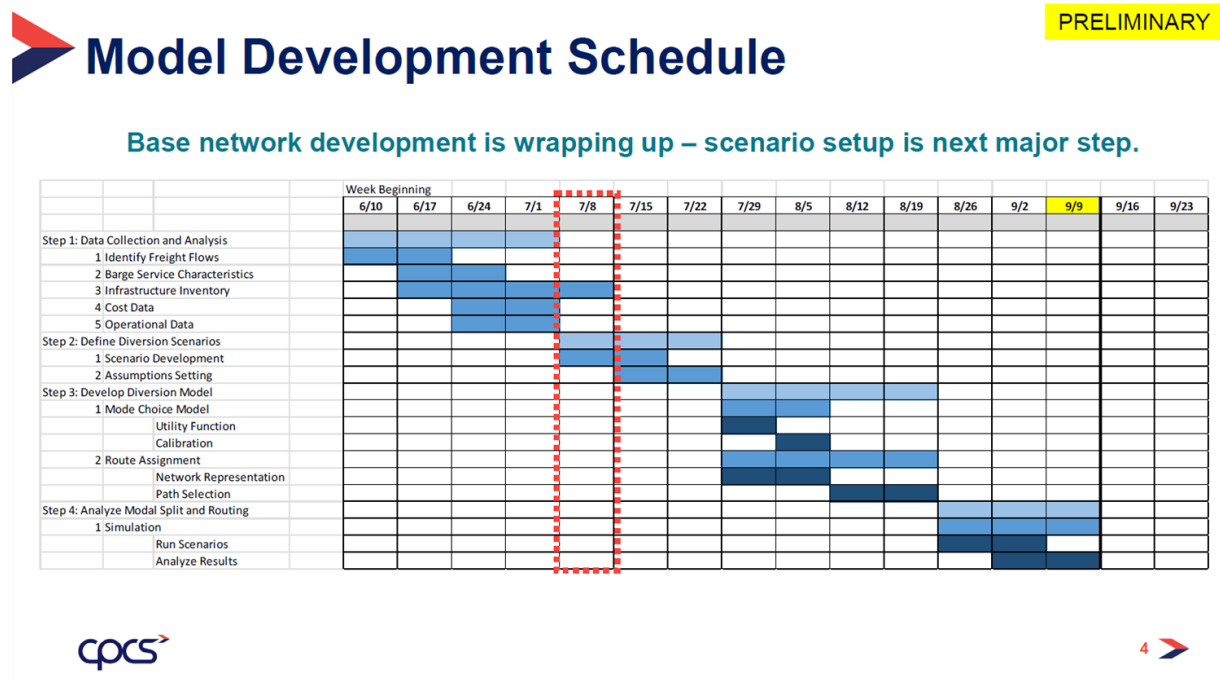 PRELIMINARY
Model Development Schedule
Base network development is wrapping up – scenario setup is next major step.
Week Beginning
6/10 6/17 6/24 7/1 7/8 7/15 7/22 7/29 8/5 8/12 8/19 8/26 9/2 9/9 9/16 9/23
Step 1: Data Collection and Analysis
1 Identify Freight Flows
2 Barge Service Characteristics
3 Infrastructure Inventory
4 Cost Data
5 Operational Data
Step 2: Define Diversion Scenarios
1 Scenario Development
2 Assumptions Setting
Step 3: Develop Diversion Model
1 Mode Choice Model
Utility Function
Calibration
2 Route Assignment
Network Representation
Path Selection
Step 4: Analyze Modal Split and Routing
1 Simulation
Run Scenarios
Analyze Results
cpcs
4